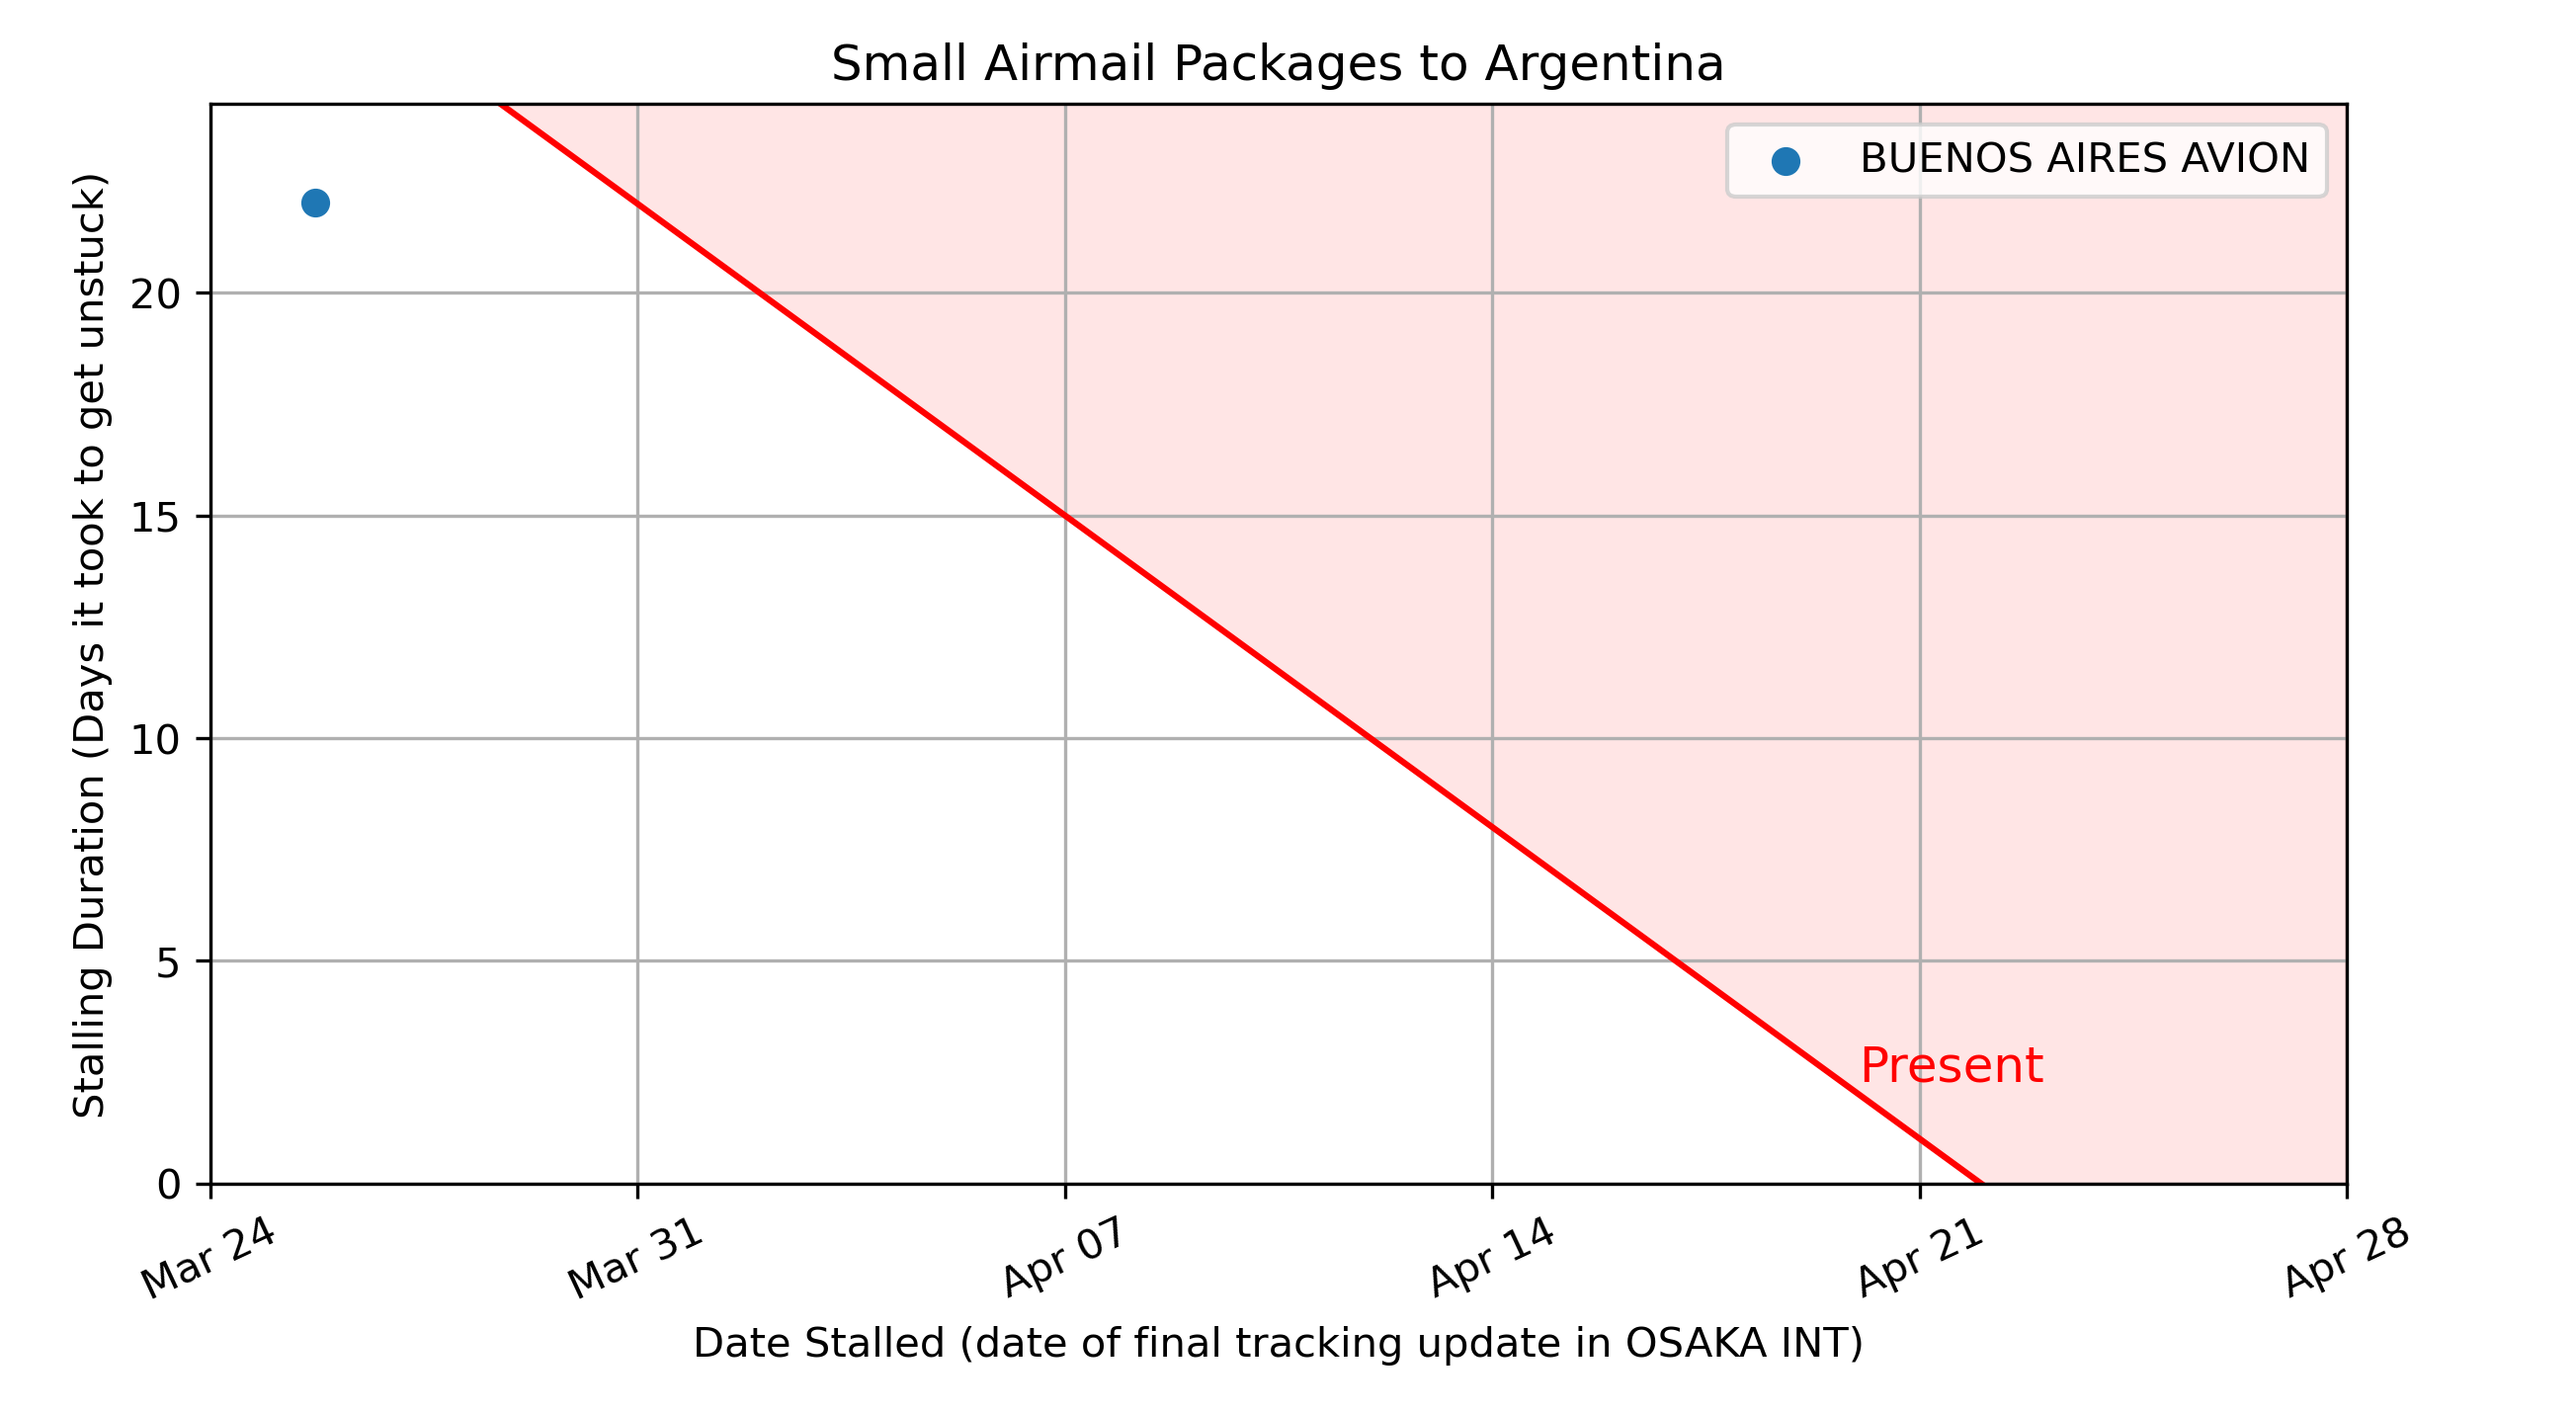 Small Airmail Packages to Argentina
BUENOS AIRES AVION
Stalling Duration (Days it took to get unstuck)
20
15
10
5
0
Present
Mar 24
Mar 31
Apr 07
Apr 14
Apr 21
Apr 28
Date Stalled (date of final tracking update in OSAKA INT)